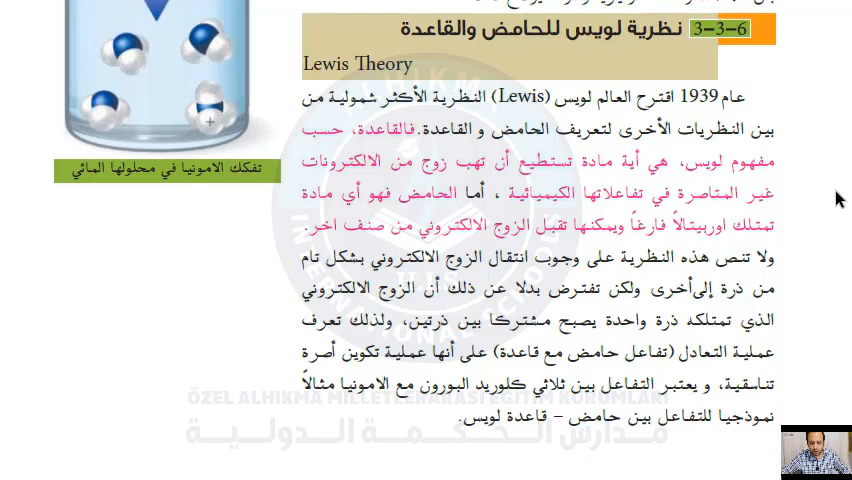 3-3-6 نظرية لويس للحامض والقاعدة
Lewis Theory
عام 1939 اقترح العالم لويس (Lewis) النظرية الأكثر شمولية من
بين النظريات الأخرى لتعريف الحامض و القاعدة. فالقاعدة، حسب
مفهوم لويس، هي أية مادة تستطيع أن تهب زوج من الالكترونات
غير المتاصرة في تفاعلاتها الكيميائية ، أما الحامض فهو أي مادة
تمتلك اوربيتالاً فارغاً ويمكنها تقبل الزوج الالكتروني من صنف اخر.
ولا تنص هذه النظرية على وجوب انتقال الزوج الالكتروني بشكل تام
من ذرة إلى أخرى ولكن تفترض بدلا عن ذلك أن الزوج الالكتروني
الذي تمتلكه ذرة واحدة يصبح مشتركا بين ذرتين، ولذلك تعرف
عملية التعادل (تفاعل حامض مع قاعدة) على أنها عملية تكوين أصرة
تناسقية، و يعتبر التفاعل بين ثلاثي كلوريد البورون مع الامونيا مثالاً
نموذجيا للتفاعل بين حامض – قاعدة لويس.
تفكك الامونيا في محلولها المائي
ALHIKMA
INTERNATIONAL SCHOOLS
H.I.S
ÖZEL ALHIKMA MILLETLERARASI EĞİTİM KURUMLARI
مدارس الحكمة الدولية